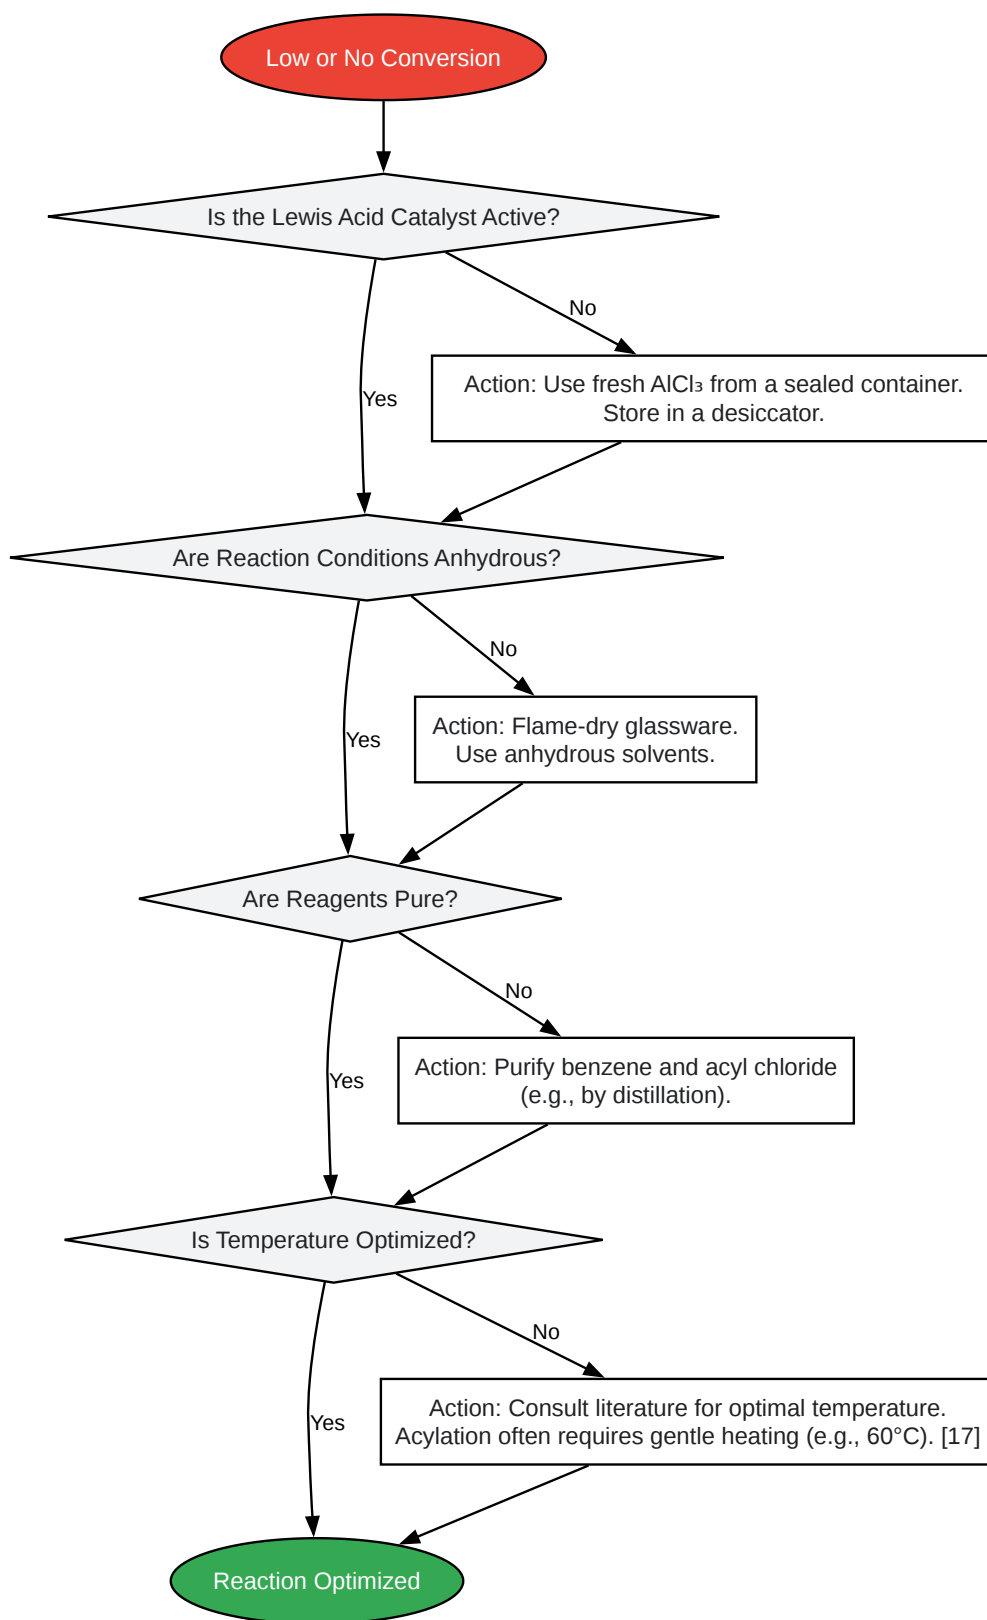 Low or No Conversion
Is the Lewis Acid Catalyst Active?
No
Action: Use fresh AlCl₃ from a sealed container.
Store in a desiccator.
Yes
Are Reaction Conditions Anhydrous?
No
Action: Flame-dry glassware.
Use anhydrous solvents.
Yes
Are Reagents Pure?
No
Action: Purify benzene and acyl chloride
(e.g., by distillation).
Yes
Is Temperature Optimized?
No
Action: Consult literature for optimal temperature.
Acylation often requires gentle heating (e.g., 60°C). [17]
Yes
Reaction Optimized